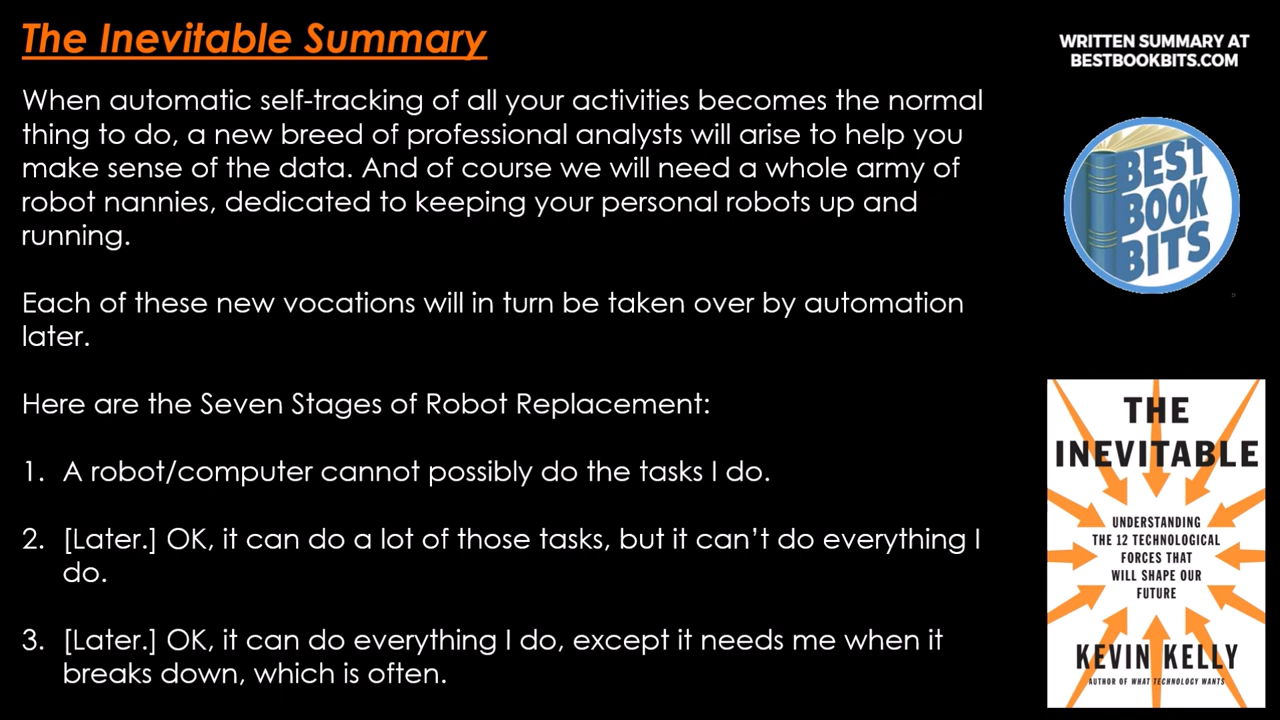 The Inevitable Summary
When automatic self-tracking of all your activities becomes the normal
thing to do, a new breed of professional analysts will arise to help you
make sense of the data. And of course we will need a whole army of
robot nannies, dedicated to keeping your personal robots up and
running.
Each of these new vocations will in turn be taken over by automation
later.
Here are the Seven Stages of Robot Replacement:
1. A robot/computer cannot possibly do the tasks I do.
2. [Later.] OK, it can do a lot of those tasks, but it can’t do everything I
do.
3. [Later.] OK, it can do everything I do, except it needs me when it
breaks down, which is often.
WRITTEN SUMMARY AT
BESTBOOKBITS.COM
BEST
BOOK
BITS
THE
INEVITABLE
UNDERSTANDING
THE 12 TECHNOLOGICAL
FORCES THAT
WILL SHAPE OUR
FUTURE
KEVIN KELLY
AUTHOR OF WHAT TECHNOLOGY WANTS